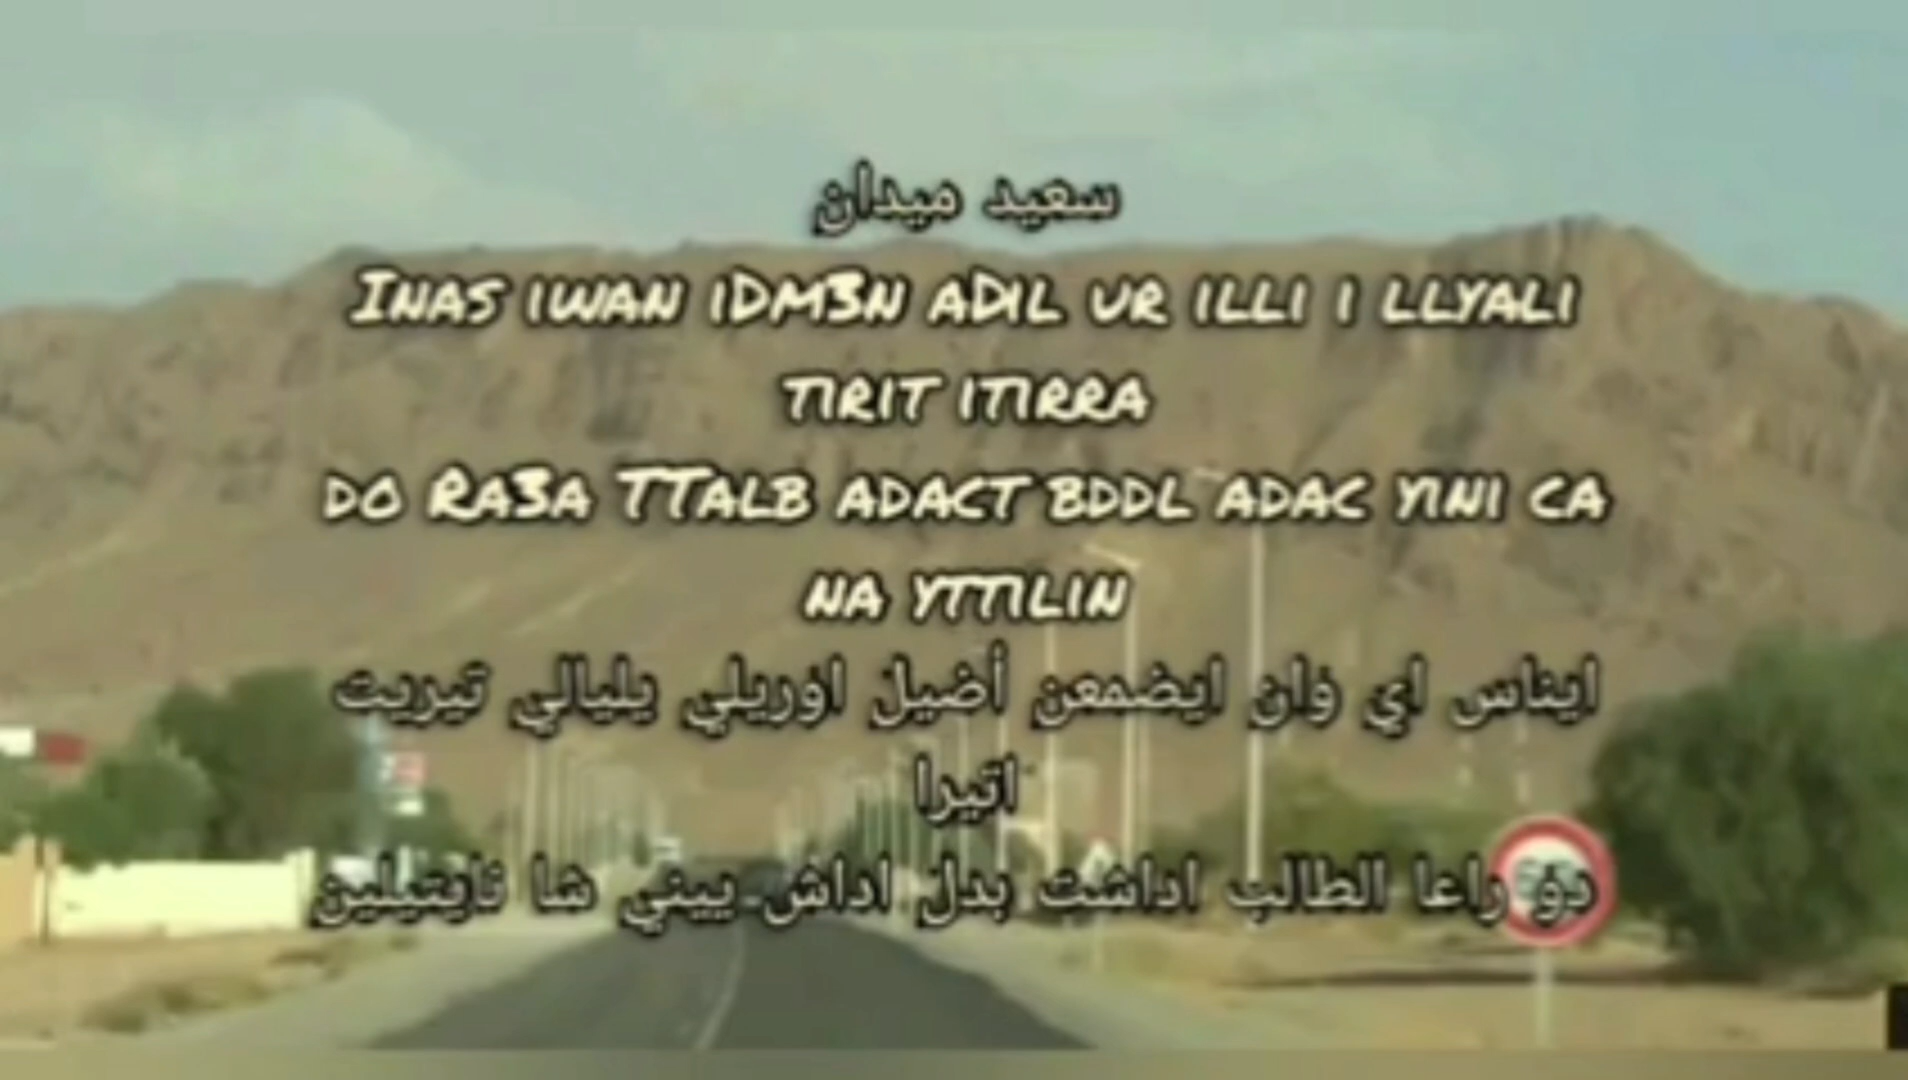 سعيد ميدان
Inas iwan iDm3n aDil ur illi i llyali
tirit itirra
do Ra3a TTalb adact bddl adac yini ca
na yttilin
ايناس اي وان ايضمعن أضيل اوريلي يليالي تيريت
اتيرا
دو راعا الطالب اداشت بدل اداش ييني شا نايتيلين